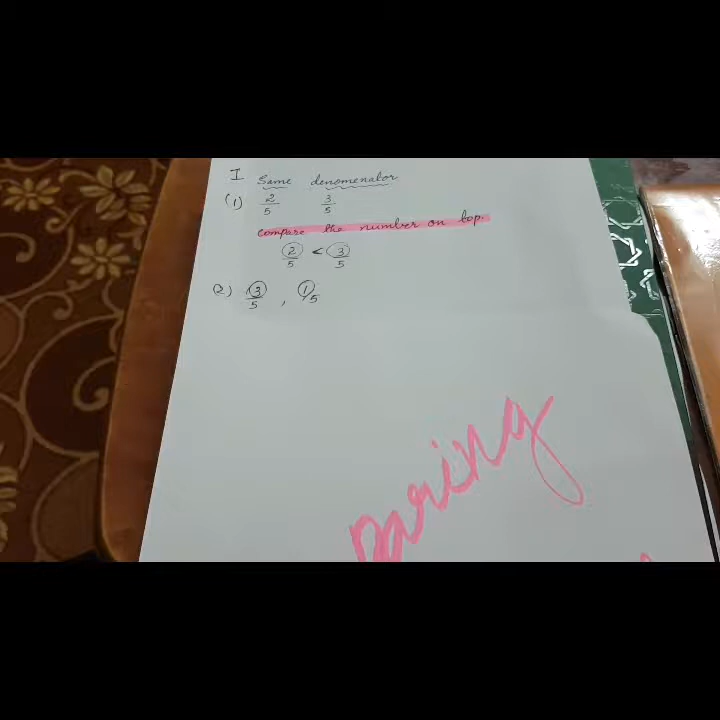 I Same denomenator
(1) 2/5 3/5
compare the number on top.
2/5 < 3/5
2) 3/5 , 1/5
paring